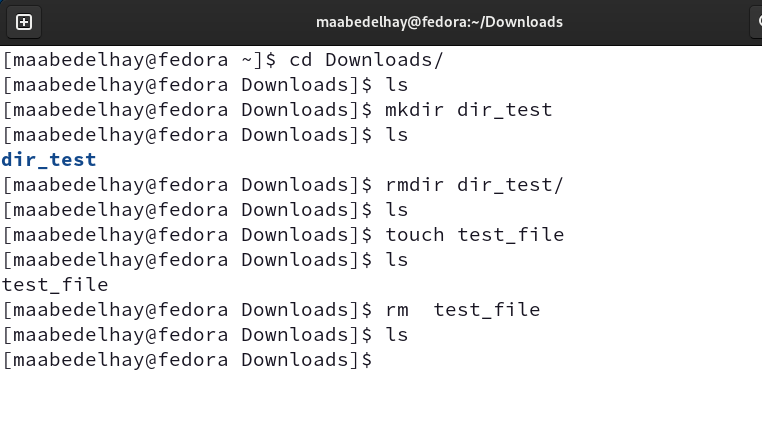 maabedelhay@fedora:~/Downloads
[maabedelhay@fedora ~]$ cd Downloads/
[maabedelhay@fedora Downloads]$ ls
[maabedelhay@fedora Downloads]$ mkdir dir_test
[maabedelhay@fedora Downloads]$ ls
dir_test
[maabedelhay@fedora Downloads]$ rmdir dir_test/
[maabedelhay@fedora Downloads]$ ls
[maabedelhay@fedora Downloads]$ touch test_file
[maabedelhay@fedora Downloads]$ ls
test_file
[maabedelhay@fedora Downloads]$ rm  test_file
[maabedelhay@fedora Downloads]$ ls
[maabedelhay@fedora Downloads]$